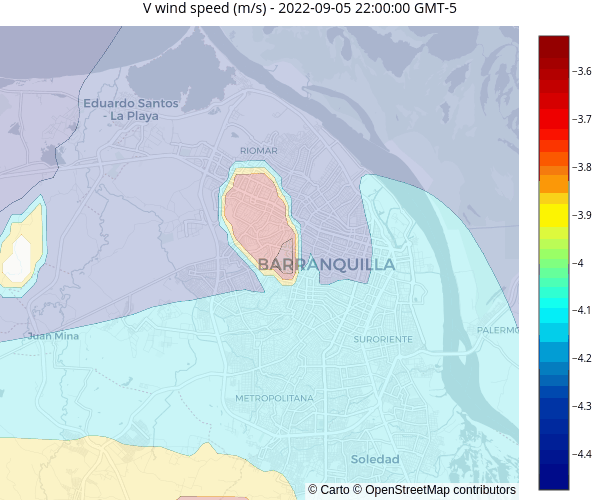 V wind speed (m/s) - 2022-09-05 22:00:00 GMT-5
Eduardo Santos
- La Playa
RIOMAR
BARRANQUILLA
Juan Mina
SURORIENTE
PALERMO
METROPOLITANA
Soledad
© Carto © OpenStreetMap contributors
−3.6
−3.7
−3.8
−3.9
−4
−4.1
−4.2
−4.3
−4.4